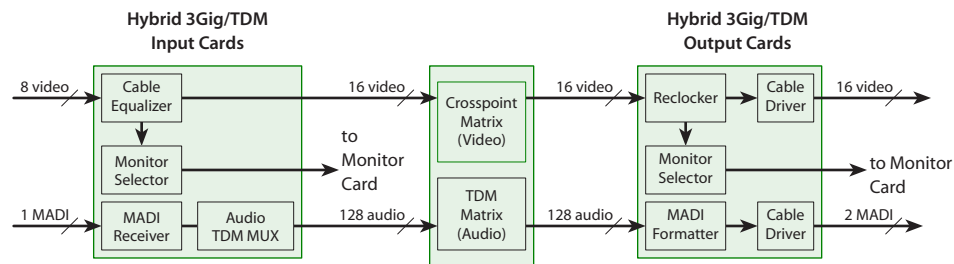 Hybrid 3Gig/TDM
Input Cards
Hybrid 3Gig/TDM
Output Cards
8 video
Cable
Equalizer
16 video
Crosspoint
Matrix
(Video)
16 video
Reclocker
Cable
Driver
16 video
Monitor
Selector
to
Monitor
Card
Monitor
Selector
to Monitor
Card
1 MADI
MADI
Receiver
Audio
TDM MUX
128 audio
TDM
Matrix
(Audio)
128 audio
MADI
Formatter
Cable
Driver
2 MADI